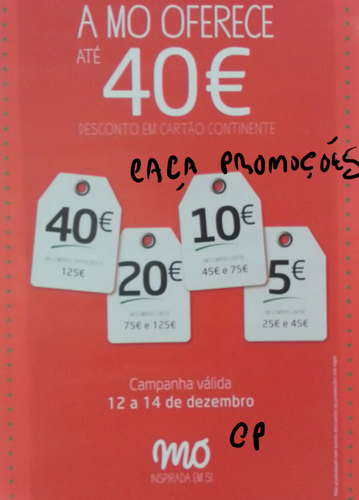 A MO OFERECE
ATÉ 40€
DESCONTO EM CARTÃO CONTINENTE
CAÇA PROMOÇÕES
40€
125€
10€
45€ e 75€
20€
75€ e 125€
5€
25€ e 45€
Campanha válida
12 a 14 de dezembro
mo
INSPIRADA EM SI
CP